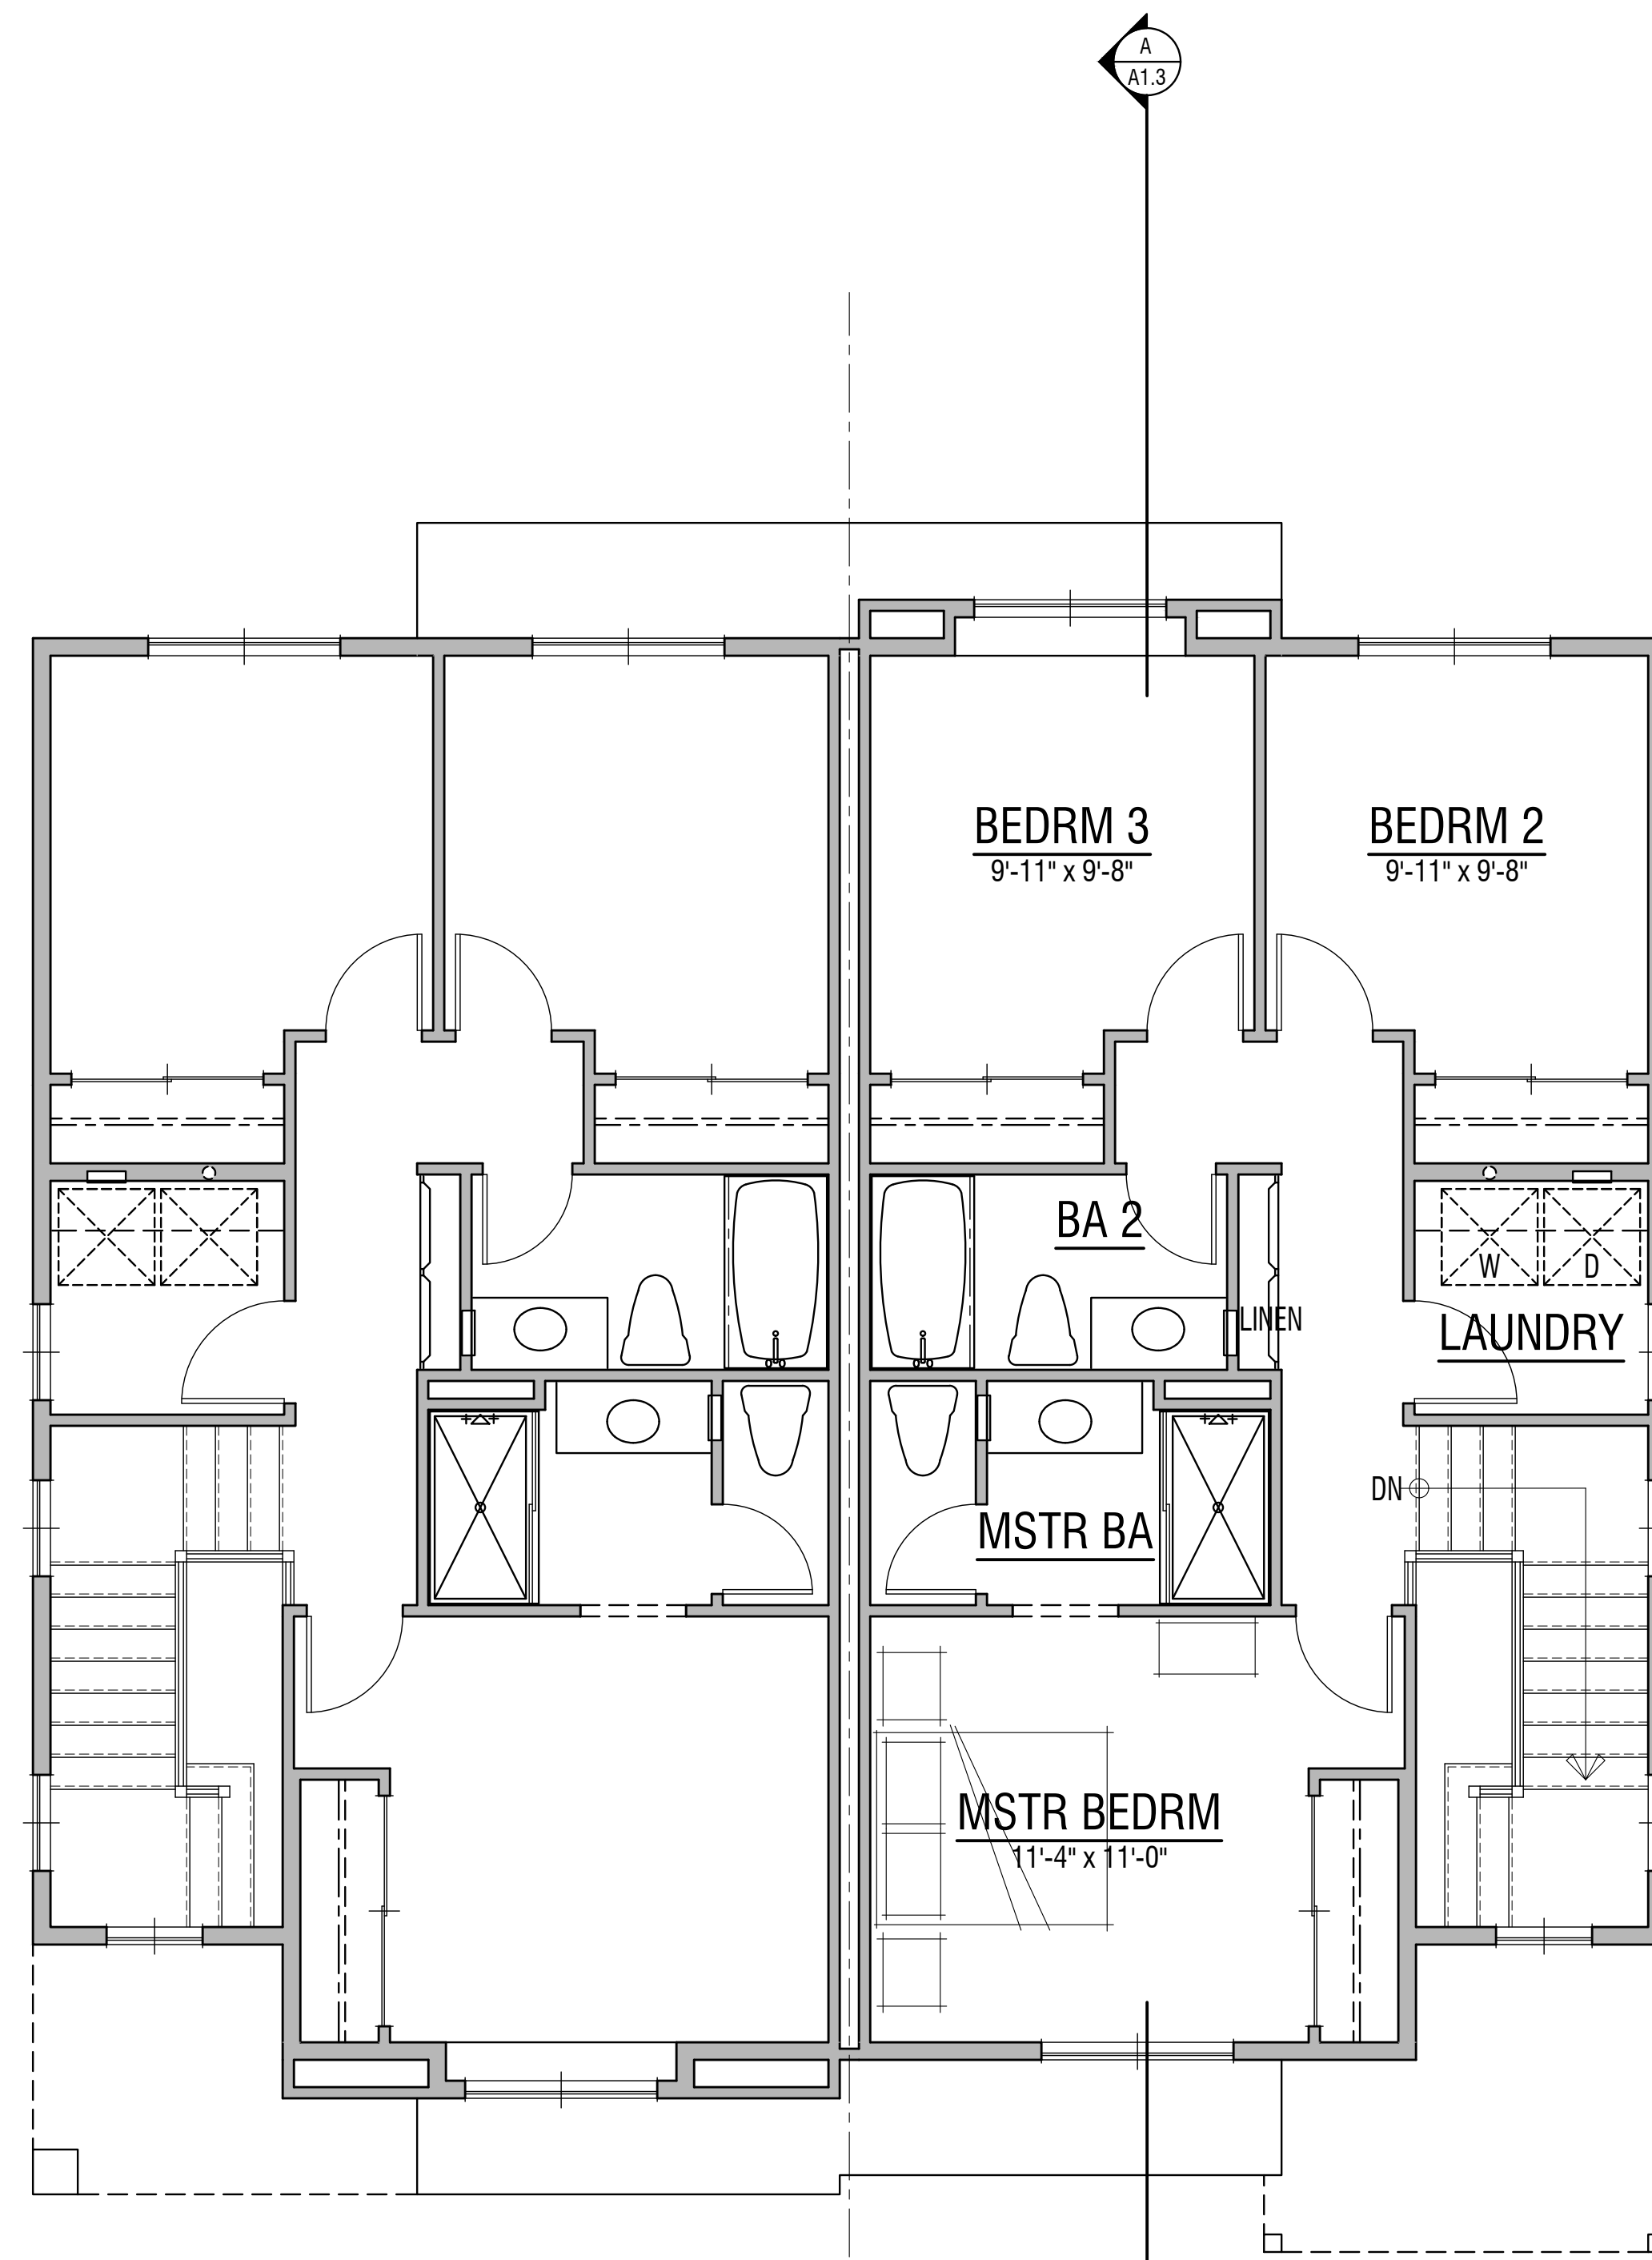 A
A1.3
BEDRM 3
9'-11" x 9'-8"
BEDRM 2
9'-11" x 9'-8"
BA 2
W
D
LINEN
LAUNDRY
DN
MSTR BA
MSTR BEDRM
11'-4" x 11'-0"